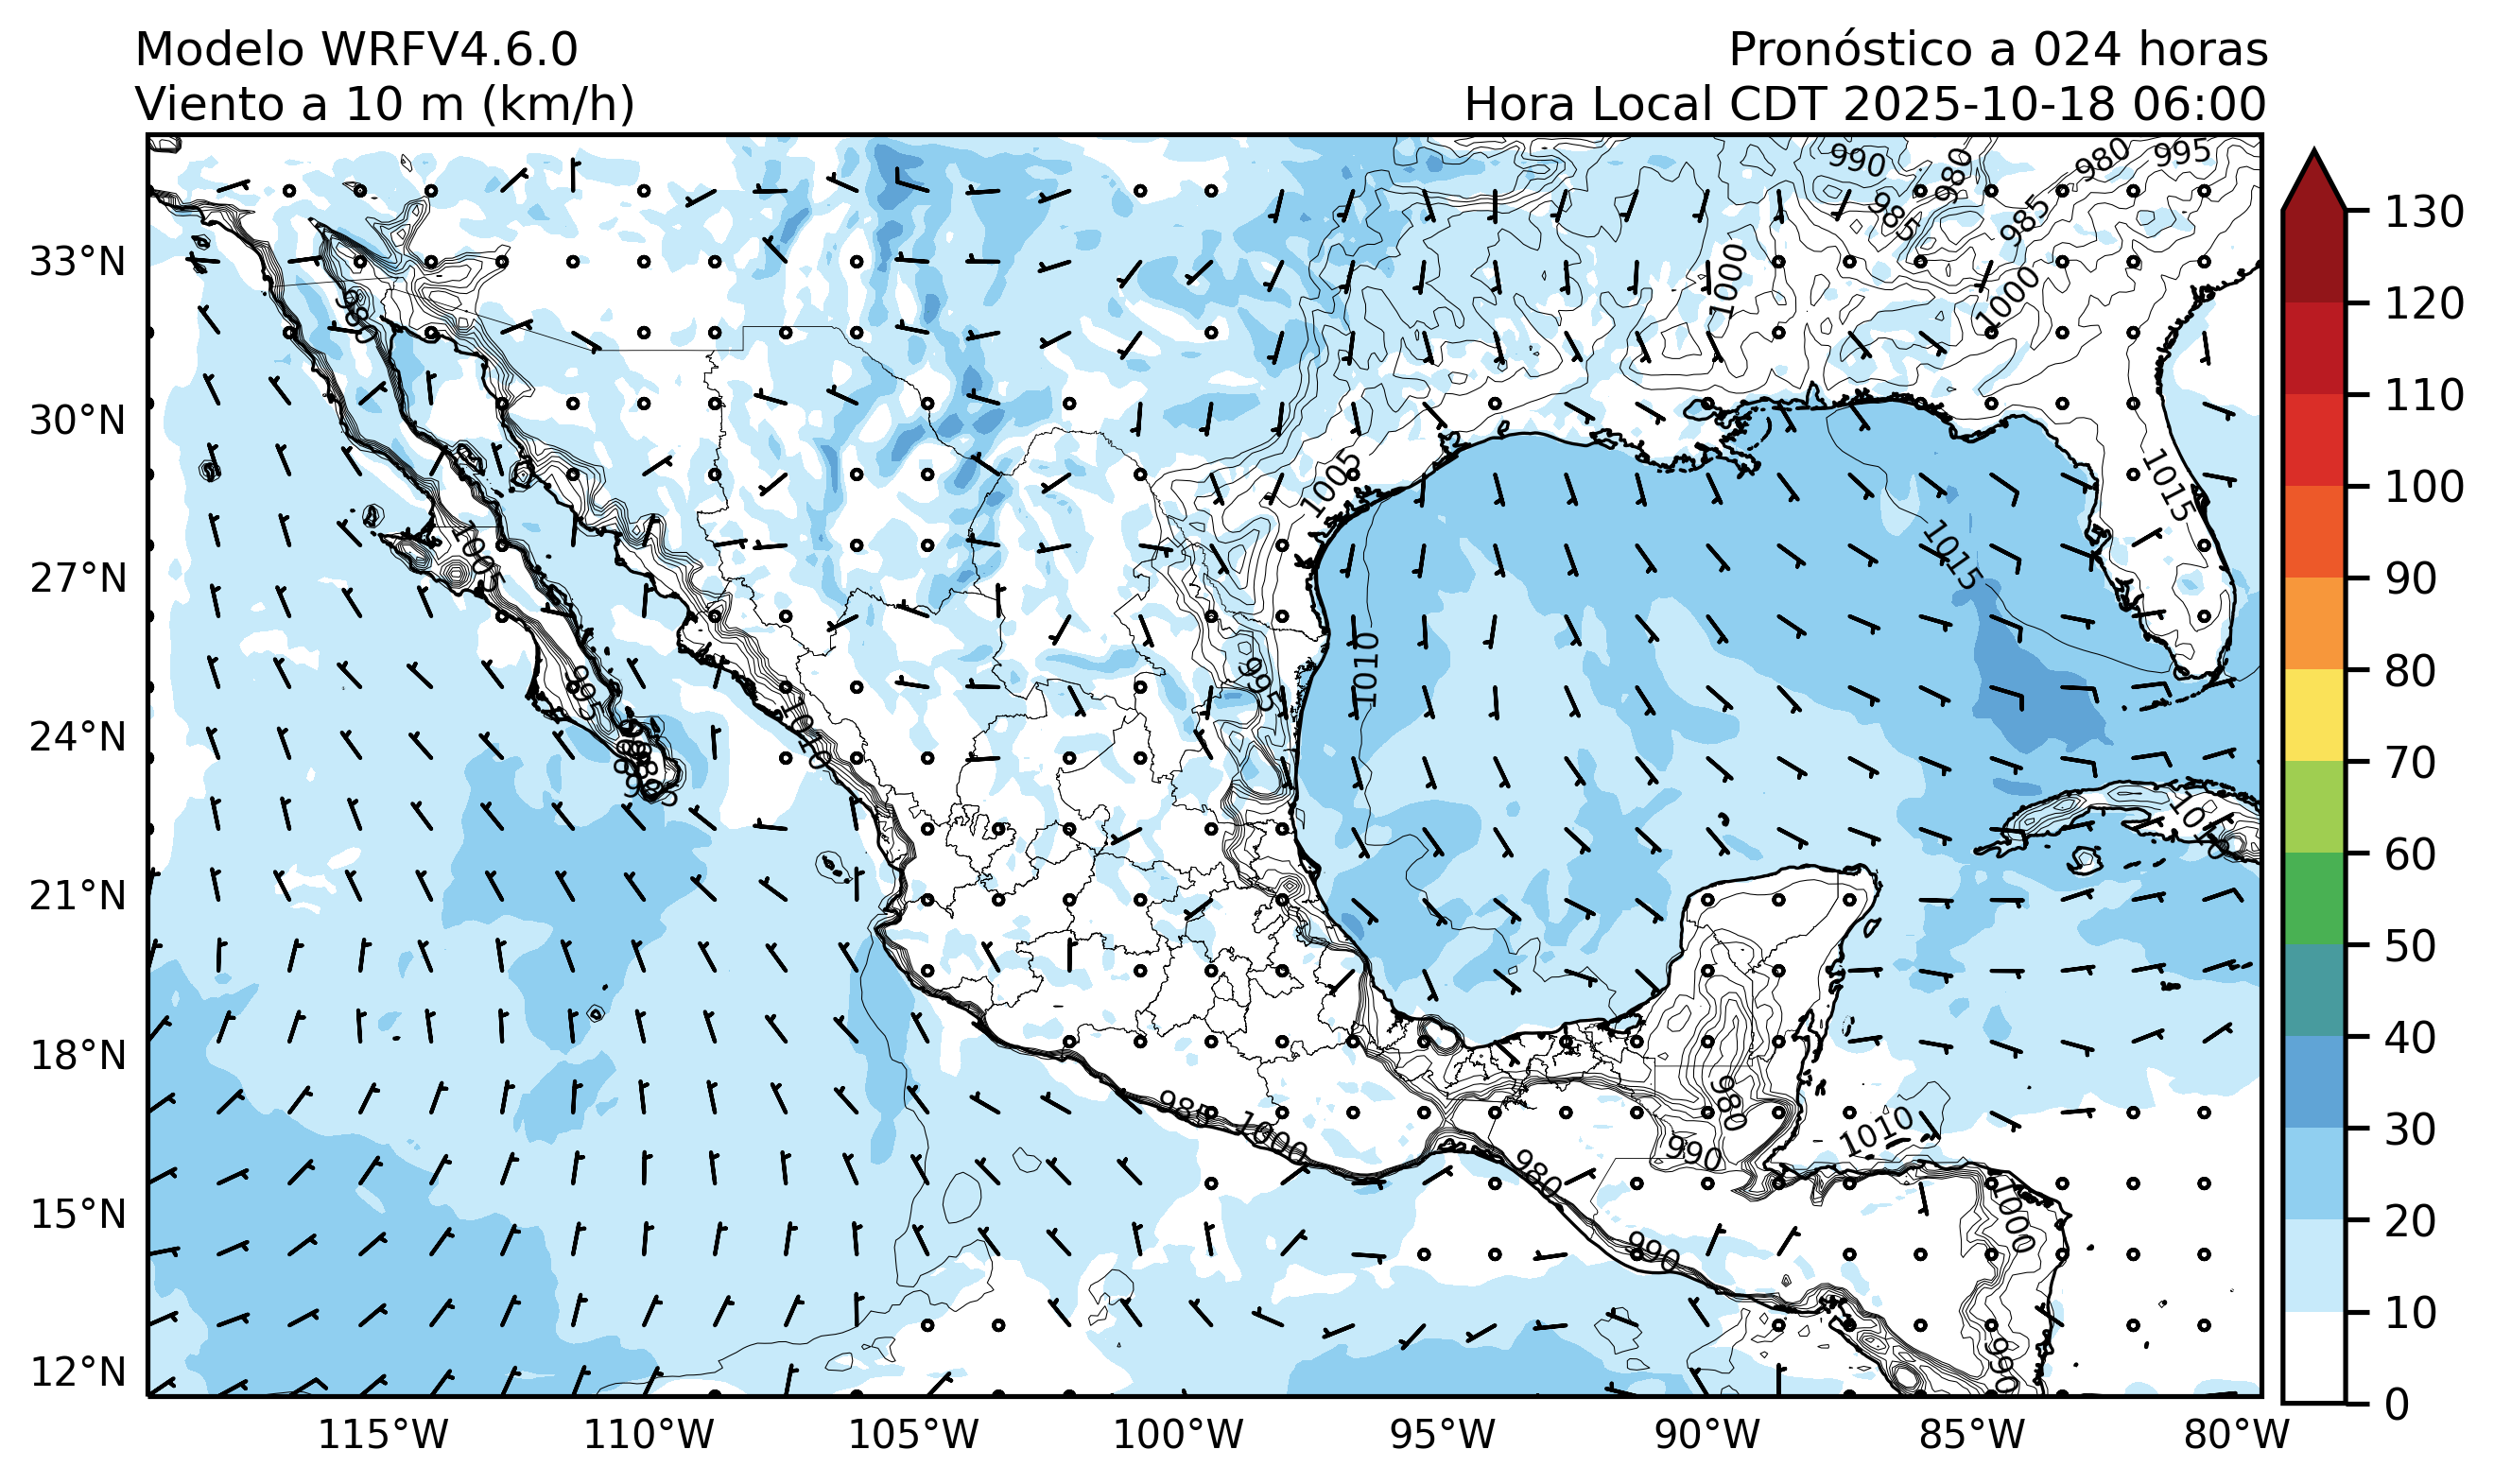 Modelo WRFV4.6.0
Pronóstico a 024 horas
Viento a 10 m (km/h)
Hora Local CDT 2025-10-18 06:00
990
980
980
995
985
985
1000
1000
980
1005
1015
1015
1005
995
1010
995
1010
985
1010
985
1000
980
990
1010
980
990
1000
990
33°N
30°N
27°N
24°N
21°N
18°N
15°N
12°N
115°W
110°W
105°W
100°W
95°W
90°W
85°W
80°W
130
120
110
100
90
80
70
60
50
40
30
20
10
0